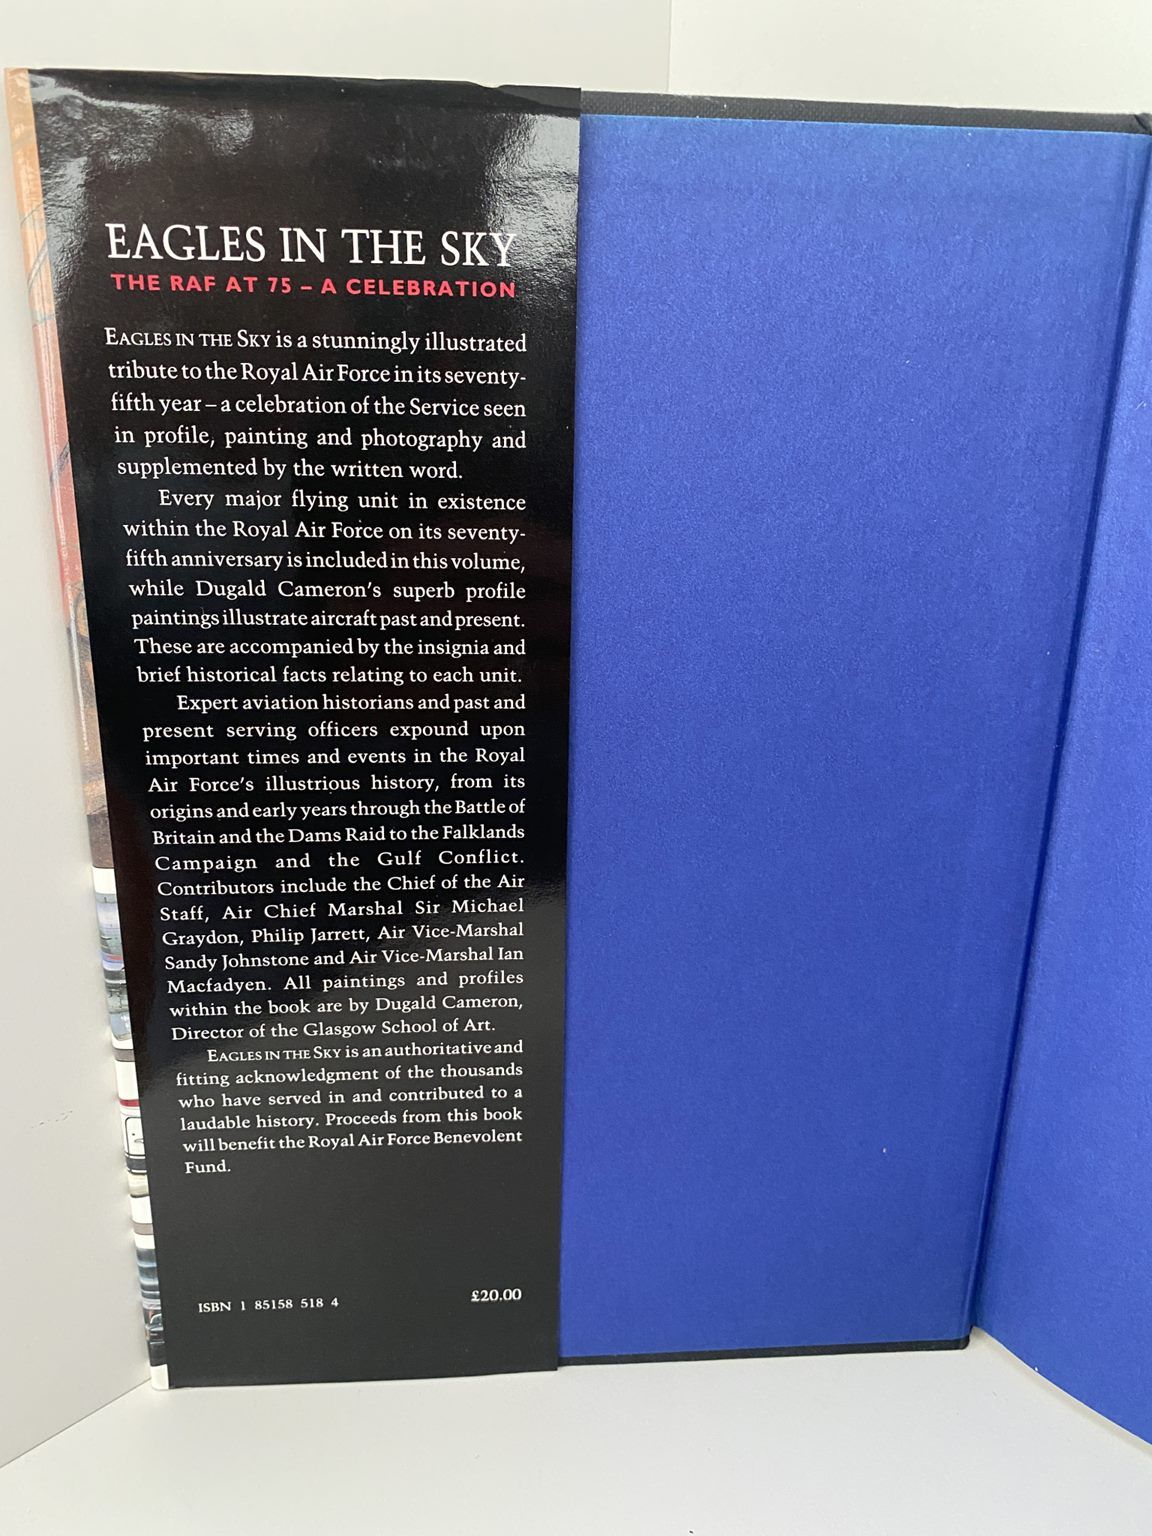 EAGLES IN THE SKY
THE RAF AT 75 – A CELEBRATION
EAGLES IN THE SKY is a stunningly illustrated
tribute to the Royal Air Force in its seventy-
fifth year – a celebration of the Service seen
in profile, painting and photography and
supplemented by the written word.
Every major flying unit in existence
within the Royal Air Force on its seventy-
fifth anniversary is included in this volume,
while Dugald Cameron's superb profile
paintings illustrate aircraft past and present.
These are accompanied by the insignia and
brief historical facts relating to each unit.
Expert aviation historians and past and
present serving officers expound upon
important times and events in the Royal
Air Force's illustrious history, from its
origins and early years through the Battle of
Britain and the Dams Raid to the Falklands
Campaign and the Gulf Conflict.
Contributors include the Chief of the Air
Staff, Air Chief Marshal Sir Michael
Graydon, Philip Jarrett, Air Vice-Marshal
Sandy Johnstone and Air Vice-Marshal Ian
Macfadyen. All paintings and profiles
within the book are by Dugald Cameron,
Director of the Glasgow School of Art.
EAGLES IN THE SKY is an authoritative and
fitting acknowledgment of the thousands
who have served in and contributed to a
laudable history. Proceeds from this book
will benefit the Royal Air Force Benevolent
Fund.
ISBN 1 85158 518 4
£20.00